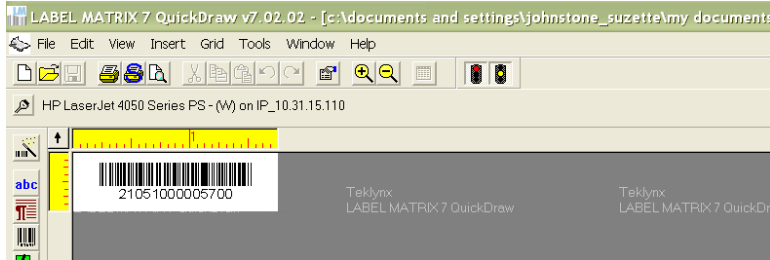 LABEL MATRIX 7 QuickDraw v7.02.02 - [c:\documents and settings\johnstone_suzette\my documents
File Edit View Insert Grid Tools Window Help
HP LaserJet 4050 Series PS - (W) on IP_10.31.15.110
1
abc
21051000005700
Teklynx Teklynx
LABEL MATRIX 7 QuickDraw LABEL MATRIX 7 QuickDr